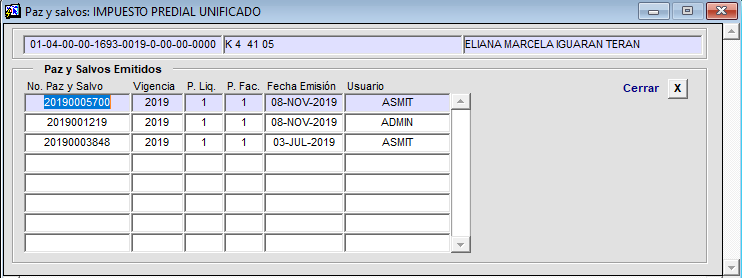 Paz y salvos: IMPUESTO PREDIAL UNIFICADO
01-04-00-00-1693-0019-0-00-00-0000 K 4 41 05 ELIANA MARCELA IGUARAN TERAN
Paz y Salvos Emitidos
No. Paz y Salvo Vigencia P. Liq. P. Fac. Fecha Emisión Usuario
Cerrar X
20190005700 2019 1 1 08-NOV-2019 ASMIT
2019001219 2019 1 1 08-NOV-2019 ADMIN
20190003848 2019 1 1 03-JUL-2019 ASMIT